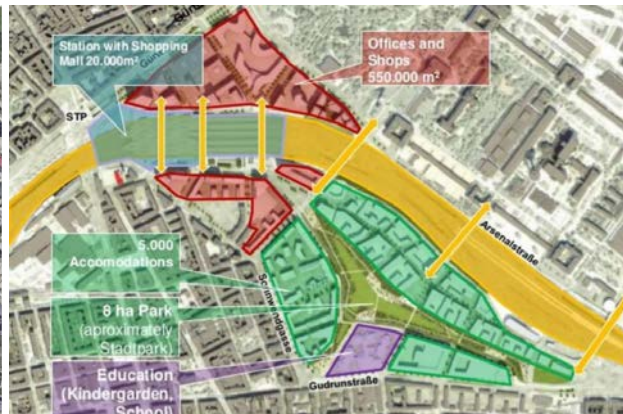 Station with Shopping
Mall 20.000m²
Offices and
Shops
550.000 m²
STP
Arsenalstraße
5.000
Accomodations
8 ha Park
(aproximately
Stadtpark)
Education
(Kindergarden,
School)
Gudrunstraße